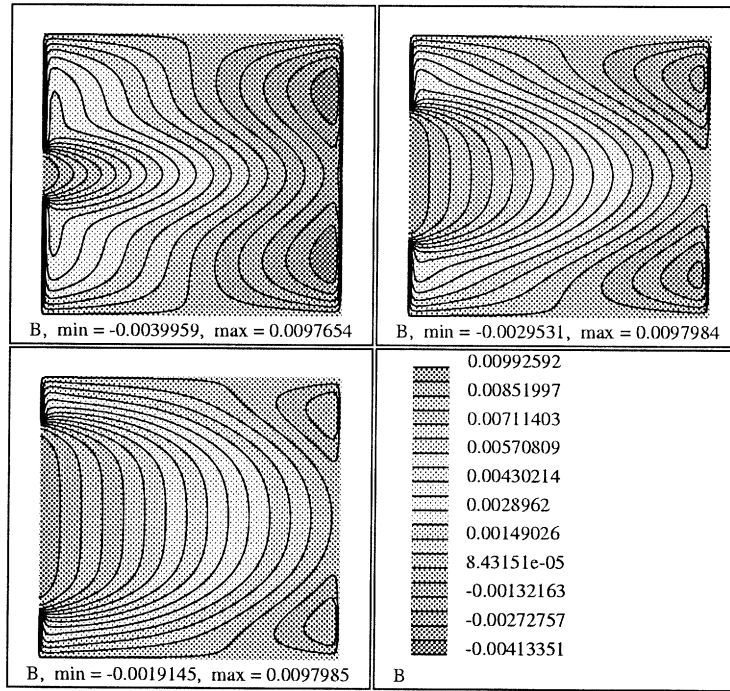 B, min = -0.0039959, max = 0.0097654
B, min = -0.0029531, max = 0.0097984
B, min = -0.0019145, max = 0.0097985
0.00992592
0.00851997
0.00711403
0.00570809
0.00430214
0.0028962
0.00149026
8.43151e-05
-0.00132163
-0.00272757
-0.00413351
B